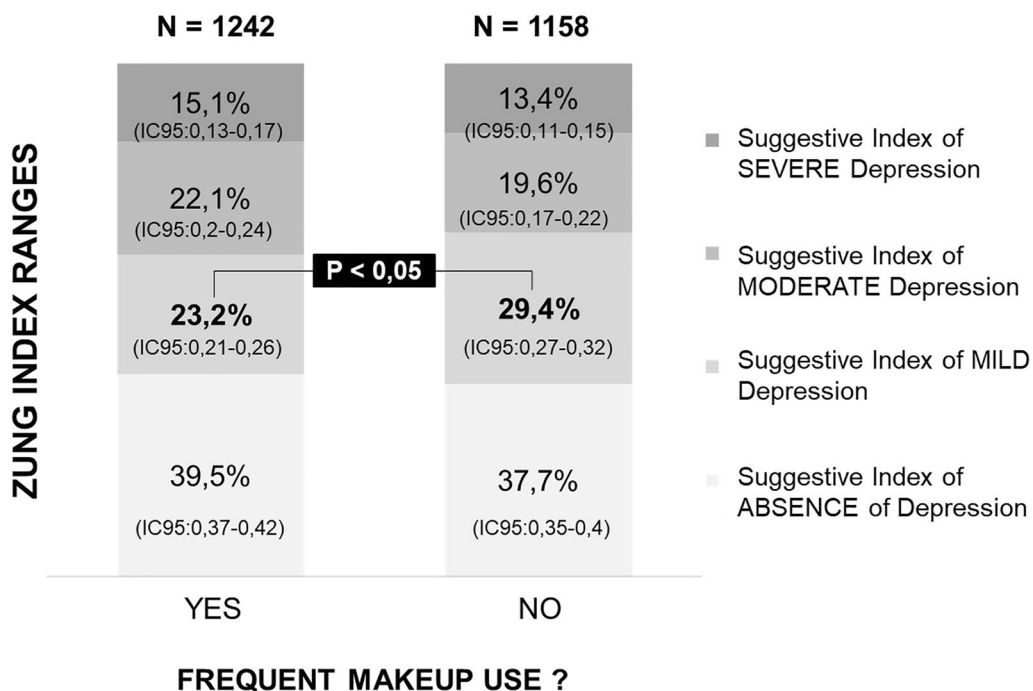 N = 1242
N = 1158
ZUNG INDEX RANGES
15,1%
(IC95:0,13-0,17)
22,1%
(IC95:0,2-0,24)
23,2%
(IC95:0,21-0,26)
39,5%
(IC95:0,37-0,42)
P < 0,05
13,4%
(IC95:0,11-0,15)
19,6%
(IC95:0,17-0,22)
29,4%
(IC95:0,27-0,32)
37,7%
(IC95:0,35-0,4)
Suggestive Index of
SEVERE Depression
Suggestive Index of
MODERATE Depression
Suggestive Index of MILD
Depression
Suggestive Index of
ABSENCE of Depression
YES
NO
FREQUENT MAKEUP USE ?